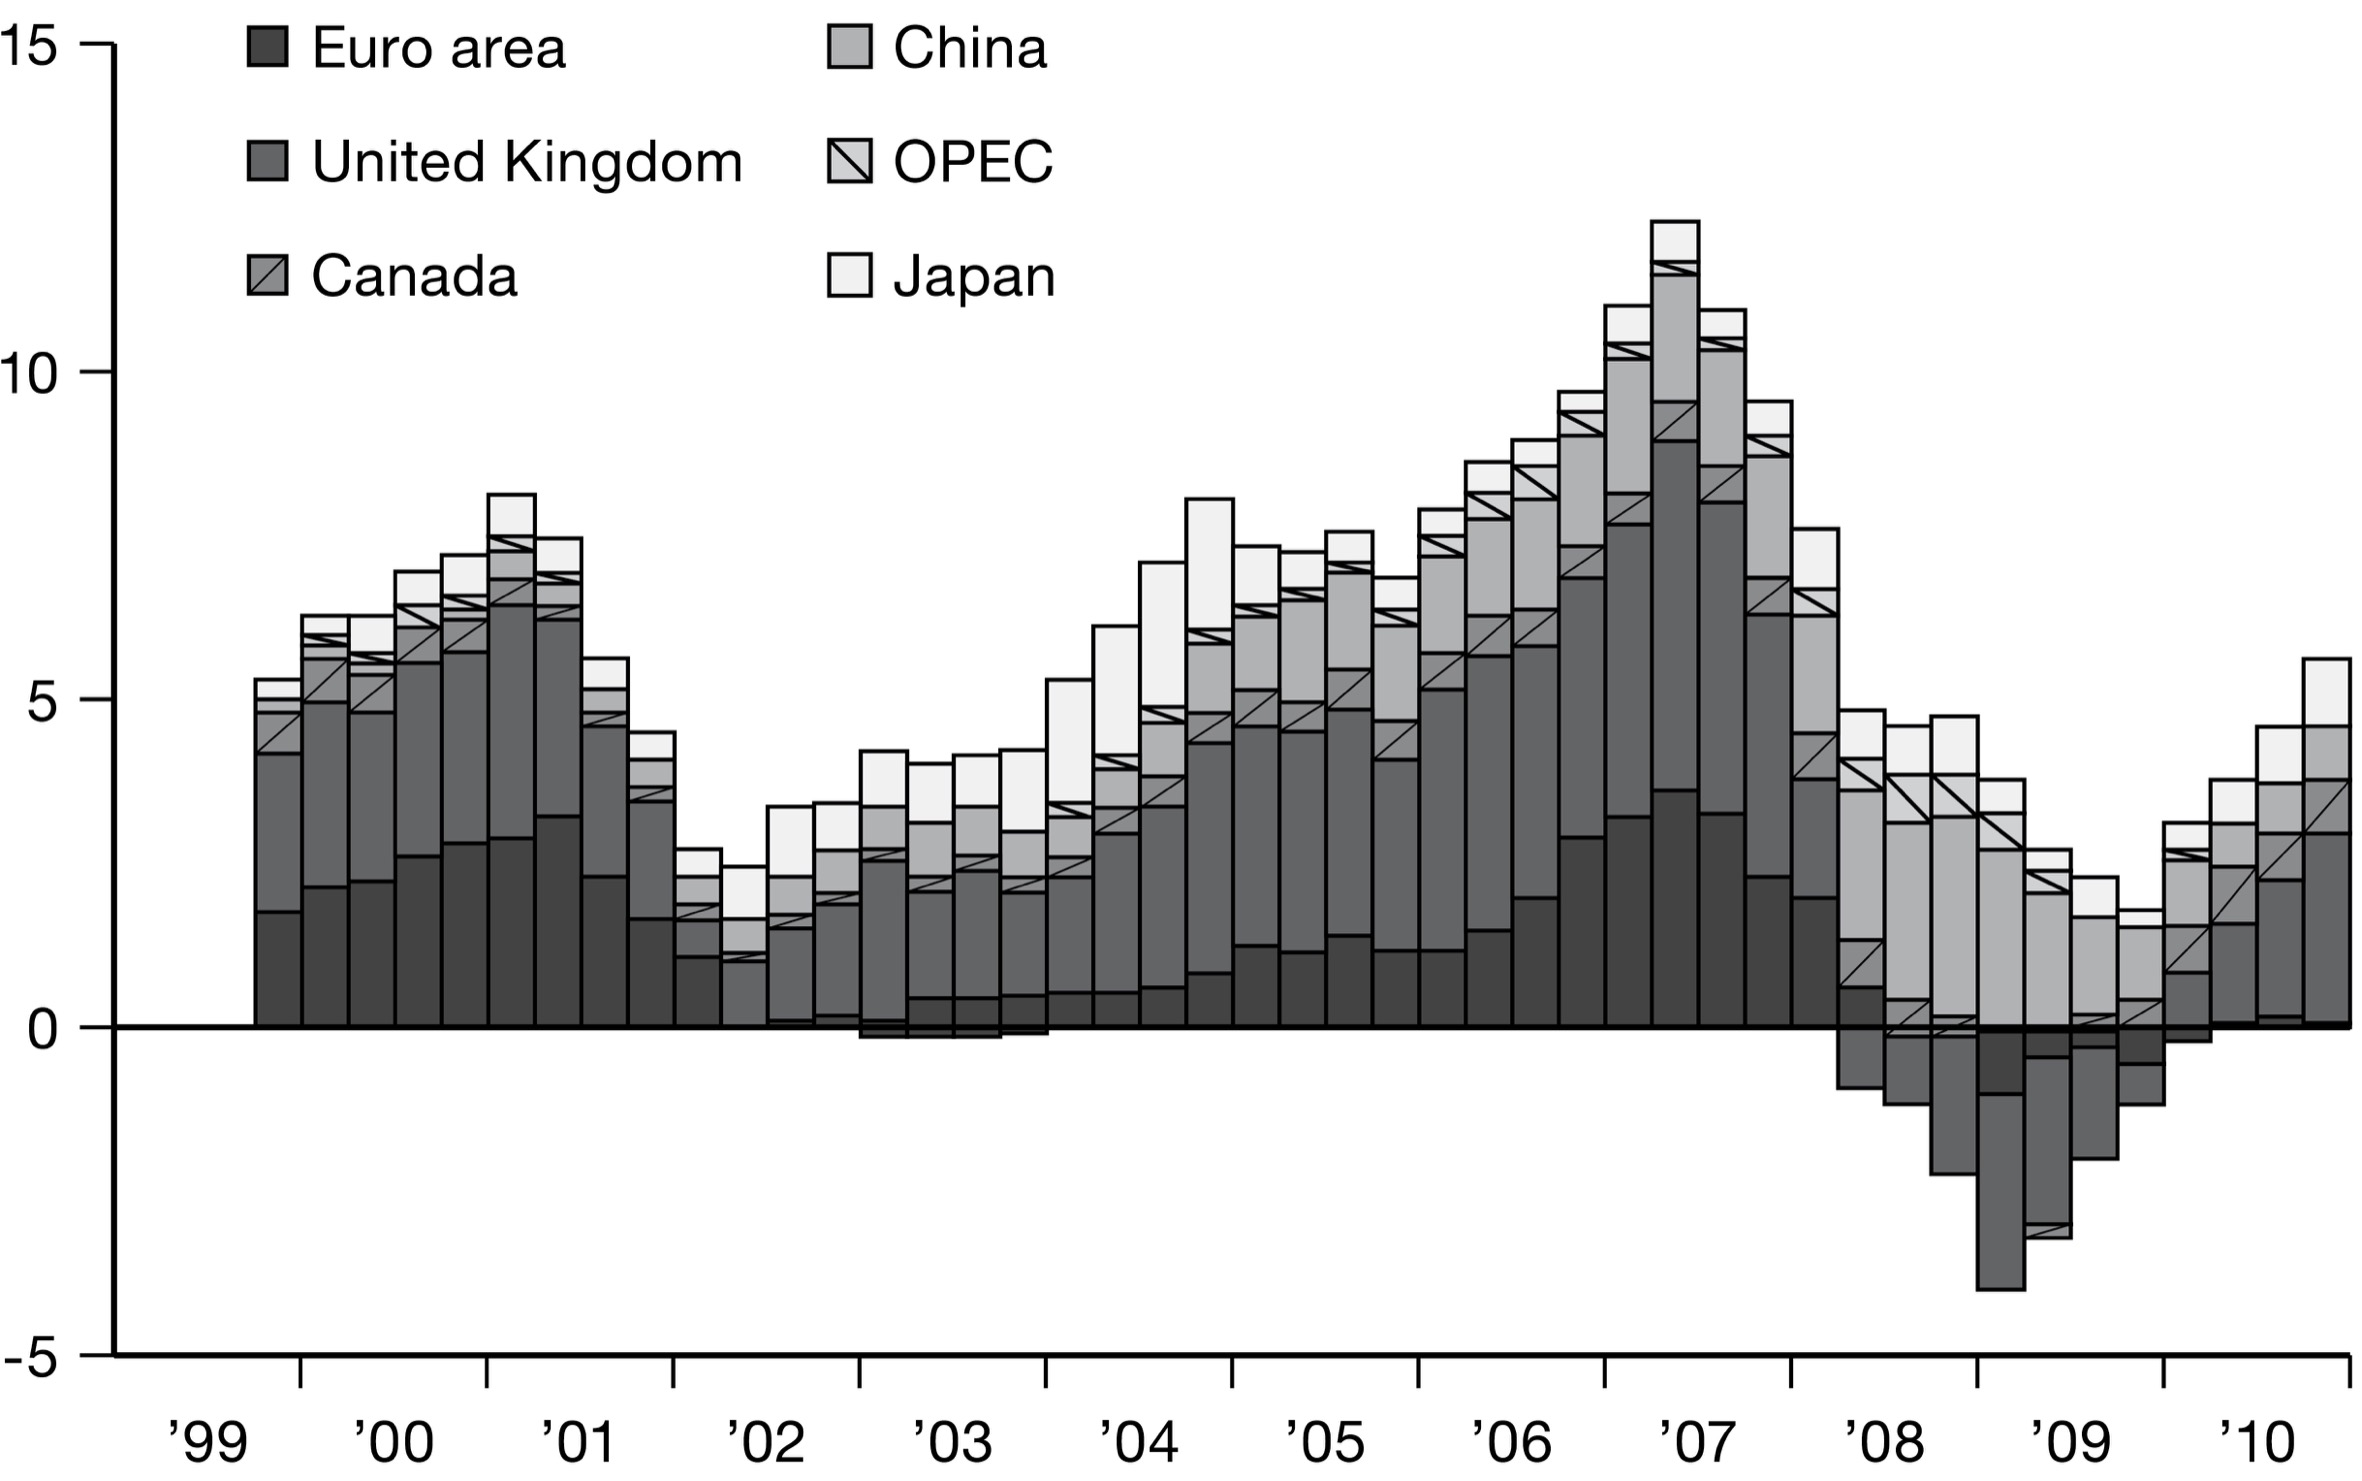 15
Euro area
China
United Kingdom
OPEC
Canada
Japan
10
5
0
-5
’99 ’00 ’01 ’02 ’03 ’04 ’05 ’06 ’07 ’08 ’09 ’10